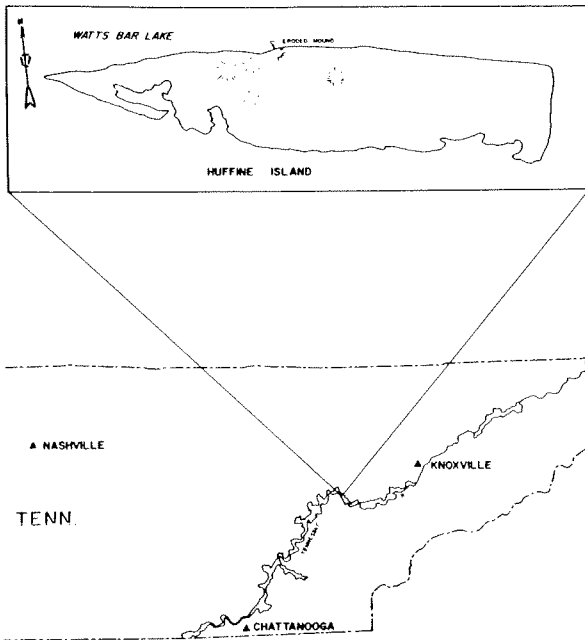 N
WATTS BAR LAKE
ERODED MOUND
HUFFINE ISLAND
▲ NASHVILLE
▲ KNOXVILLE
TENN.
▲ CHATTANOOGA